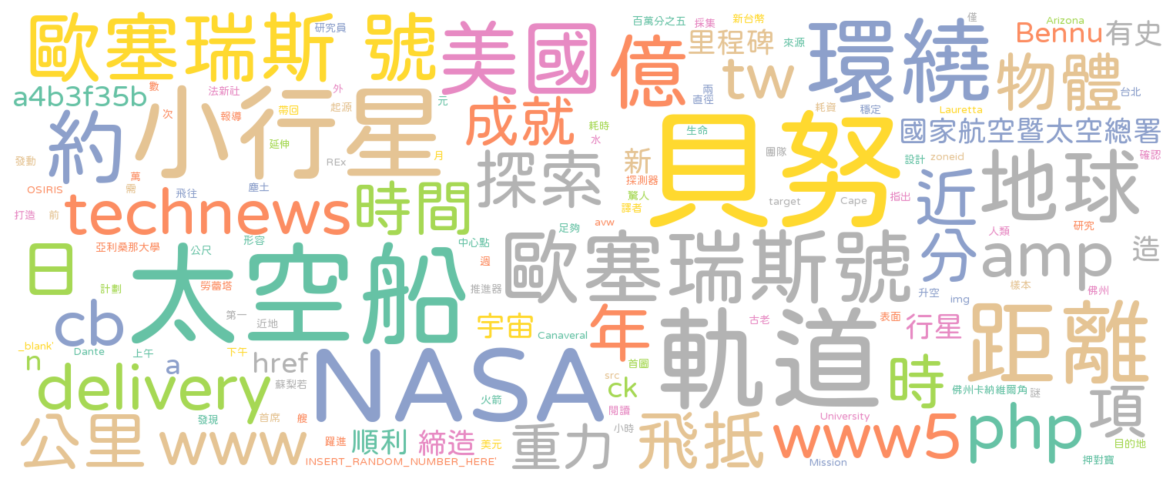 歐塞瑞斯 號 美國 研究員 百萬分之五 採集 新台幣 僅 Arizona
億 里程碑 來源 環繞 Bennu 有史
a4b3f35b 數 法新社 外 元 兩 直徑 tw 耗資 穩定 物體 台北
約 小行星 次 報導 帶回 起源 成就 耗時 水 生命 貝努 Lauretta 國家航空暨太空總署
發動 萬 延伸 REx 月 探索 新 團隊 設計 zoneid 確認
OSIRIS 需 飛往 塵土 探測器 驚人 譯者 target Cape 指出 近 地球
打造 前 technews 時間 足夠 avw 人類 研究
日 亞利桑那大學 公尺 形容 中心點 週 歐塞瑞斯號 分 amp 造
計劃 太空船 勞蕾塔 推進器 升空 img 樣本 佛州
cb 第一 近地 宇宙 Canaveral 年 古老 表面 行星 距離
_blank' Dante 上午 下午 首圈 軌道
n a href 蘇梨若 NASA 火箭 src ck 時 佛州卡納維爾角 謎
delivery 發現 首席 艘 閱讀 小時 University 項
公里 www 躍進 順利 締造 美元 重力 飛抵 www5 php 目的地
INSERT_RANDOM_NUMBER_HERE' Mission 押對寶